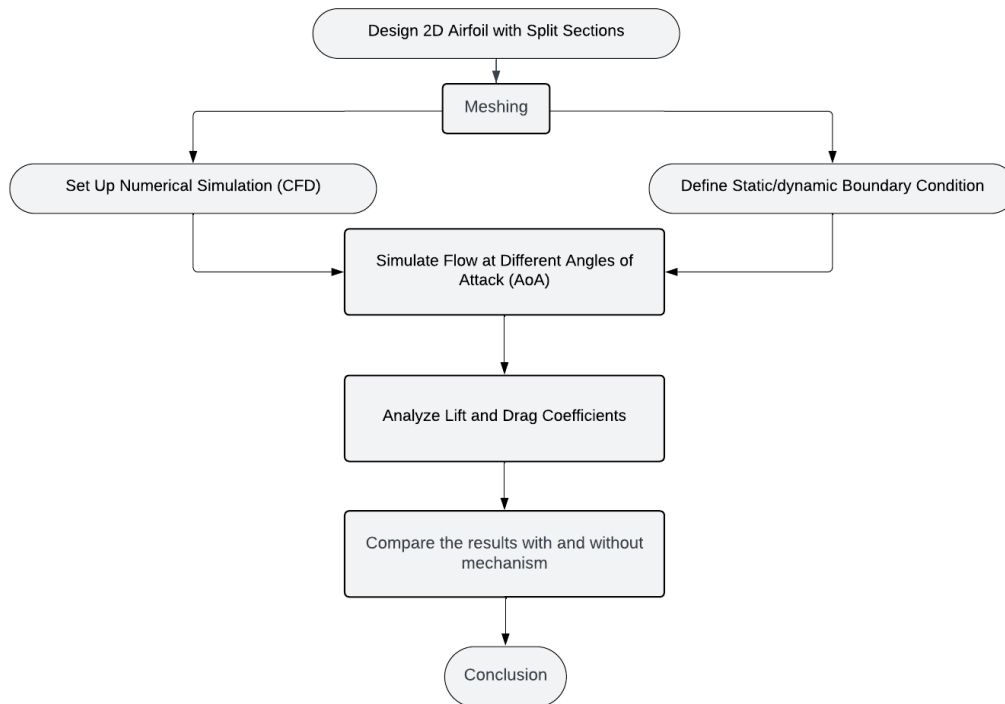 Design 2D Airfoil with Split Sections
Meshing
Set Up Numerical Simulation (CFD)
Define Static/dynamic Boundary Condition
Simulate Flow at Different Angles of
Attack (AoA)
Analyze Lift and Drag Coefficients
Compare the results with and without
mechanism
Conclusion